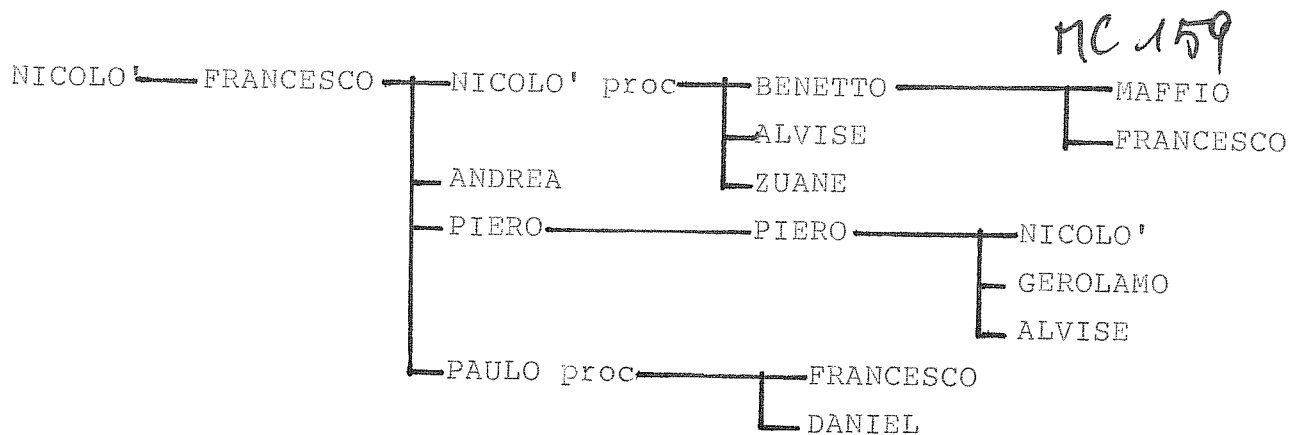 MC 159
NICOLO' FRANCESCO NICOLO' proc BENETTO MAFFIO
ALVISE FRANCESCO
ANDREA ZUANE
PIERO PIERO NICOLO'
GEROLAMO
ALVISE
PAULO proc FRANCESCO
DANIEL